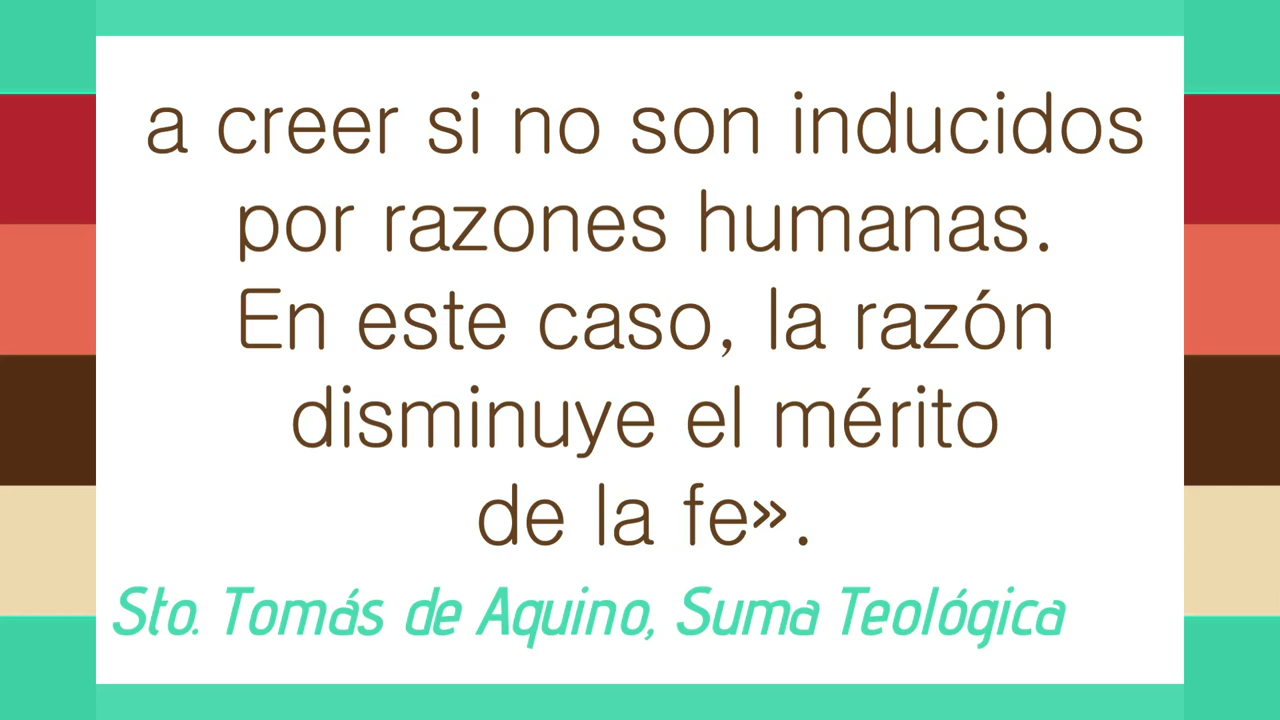 a creer si no son inducidos
por razones humanas.
En este caso, la razón
disminuye el mérito
de la fe».
Sto. Tomás de Aquino, Suma Teológica